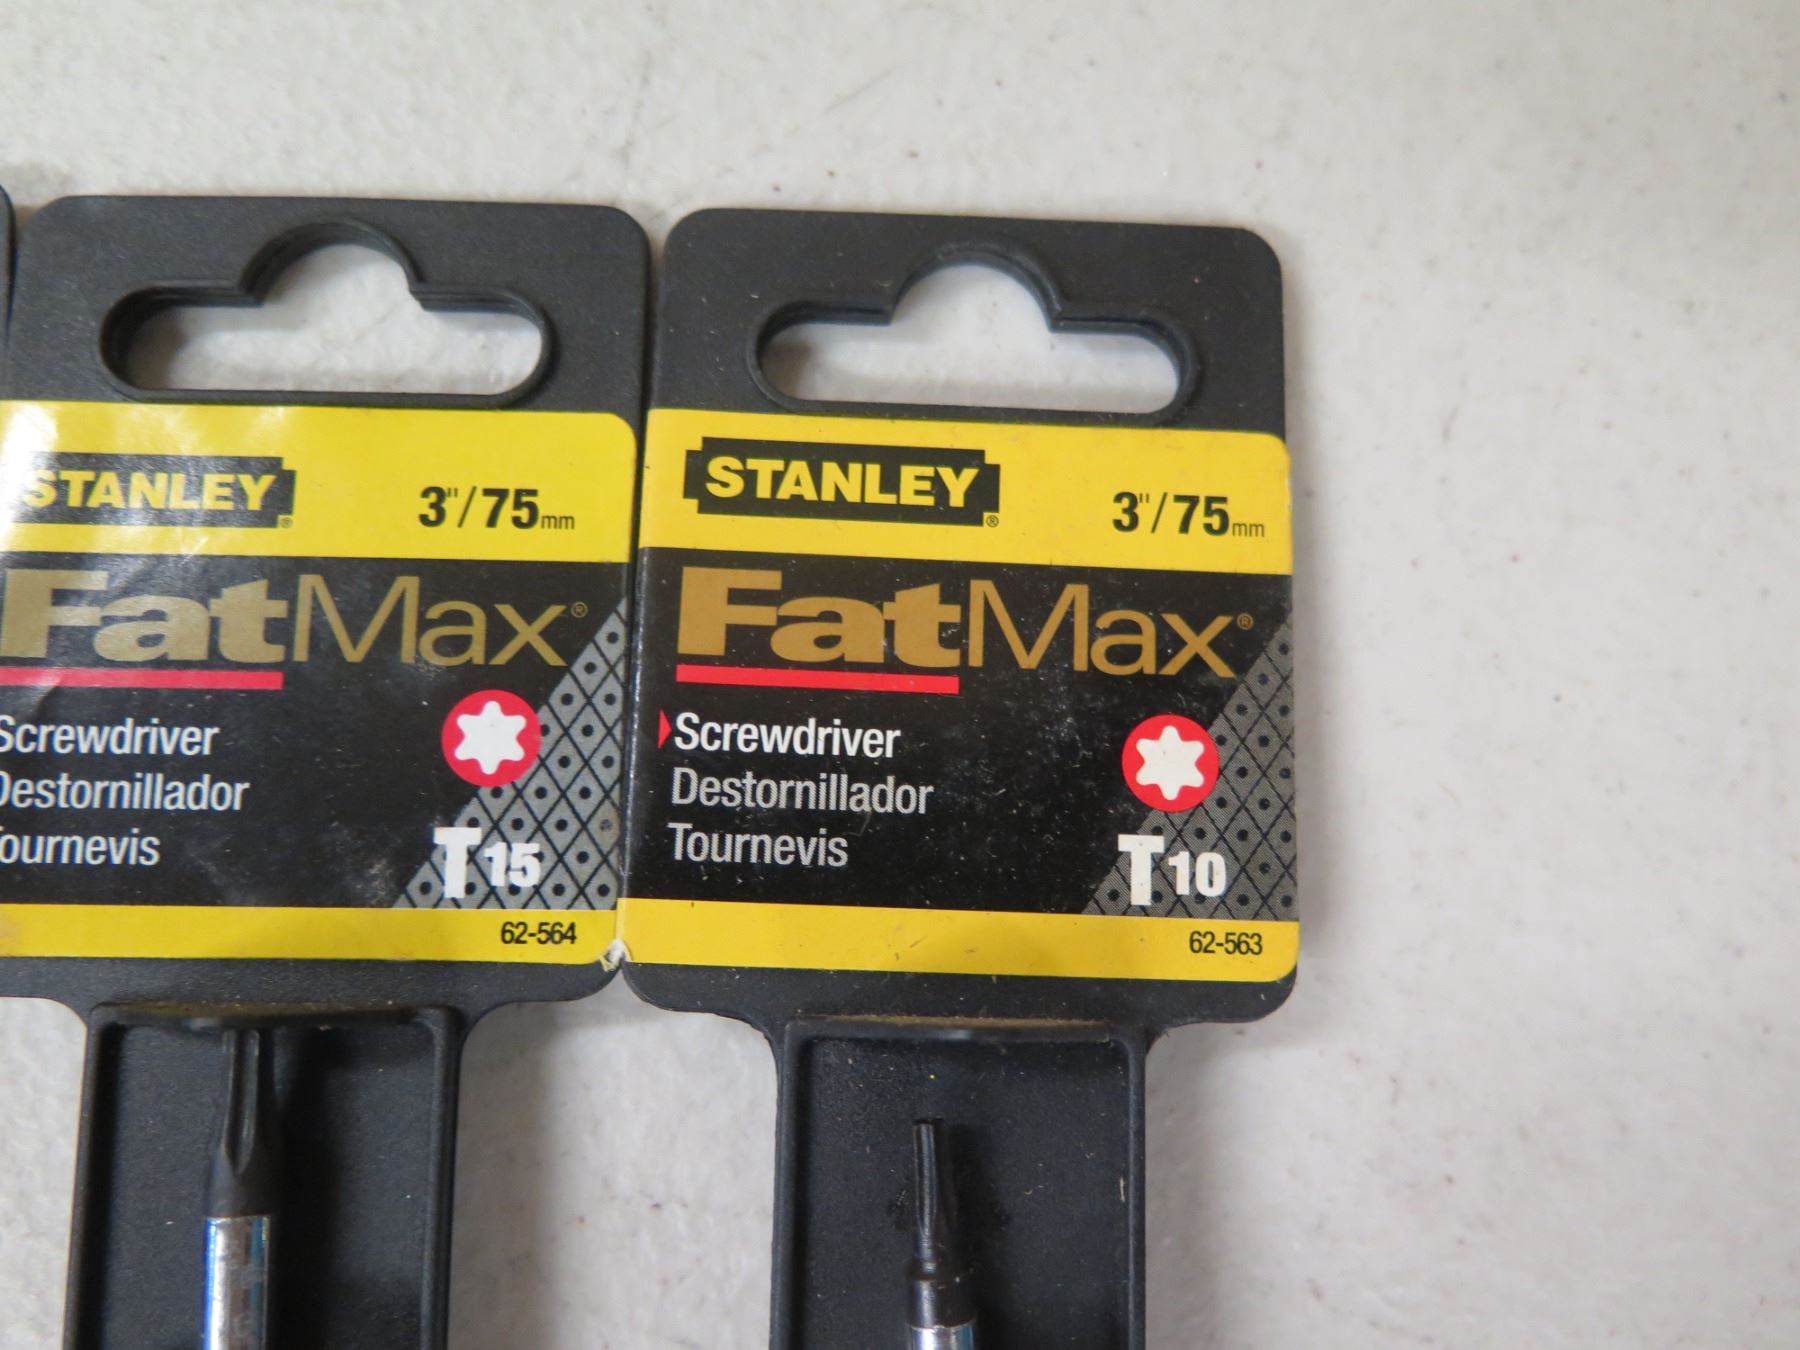 STANLEY ®
3"/75mm
FatMax®
Screwdriver
Destornillador
Tournevis
T15
62-564
STANLEY ®
3"/75mm
FatMax®
Screwdriver
Destornillador
Tournevis
T10
62-563